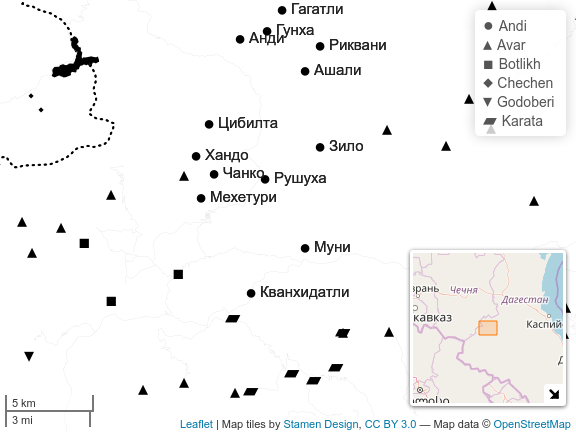 Гагатли
Гунха
Анди
Риквани
Ашали
Цибилта
Хандо
Зило
Чанко
Рушуха
Мехетури
Муни
Кванхидатли
Andi
Avar
Botlikh
Chechen
Godoberi
Karata
Чечня
Дагестан
кавказ
Каспий
5 km
3 mi
Leaflet | Map tiles by Stamen Design, CC BY 3.0 — Map data © OpenStreetMap